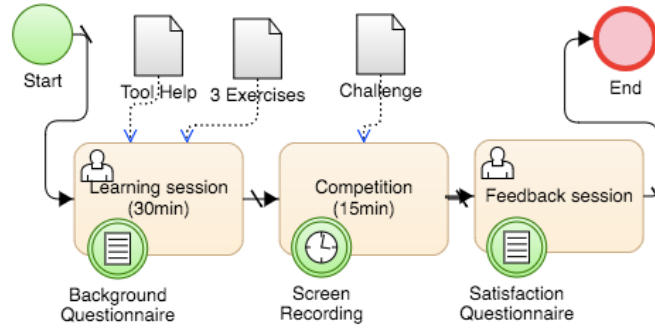 Start
Tool Help
3 Exercises
Challenge
End
Learning session
(30min)
Competition
(15min)
Feedback session
Background
Questionnaire
Screen
Recording
Satisfaction
Questionnaire